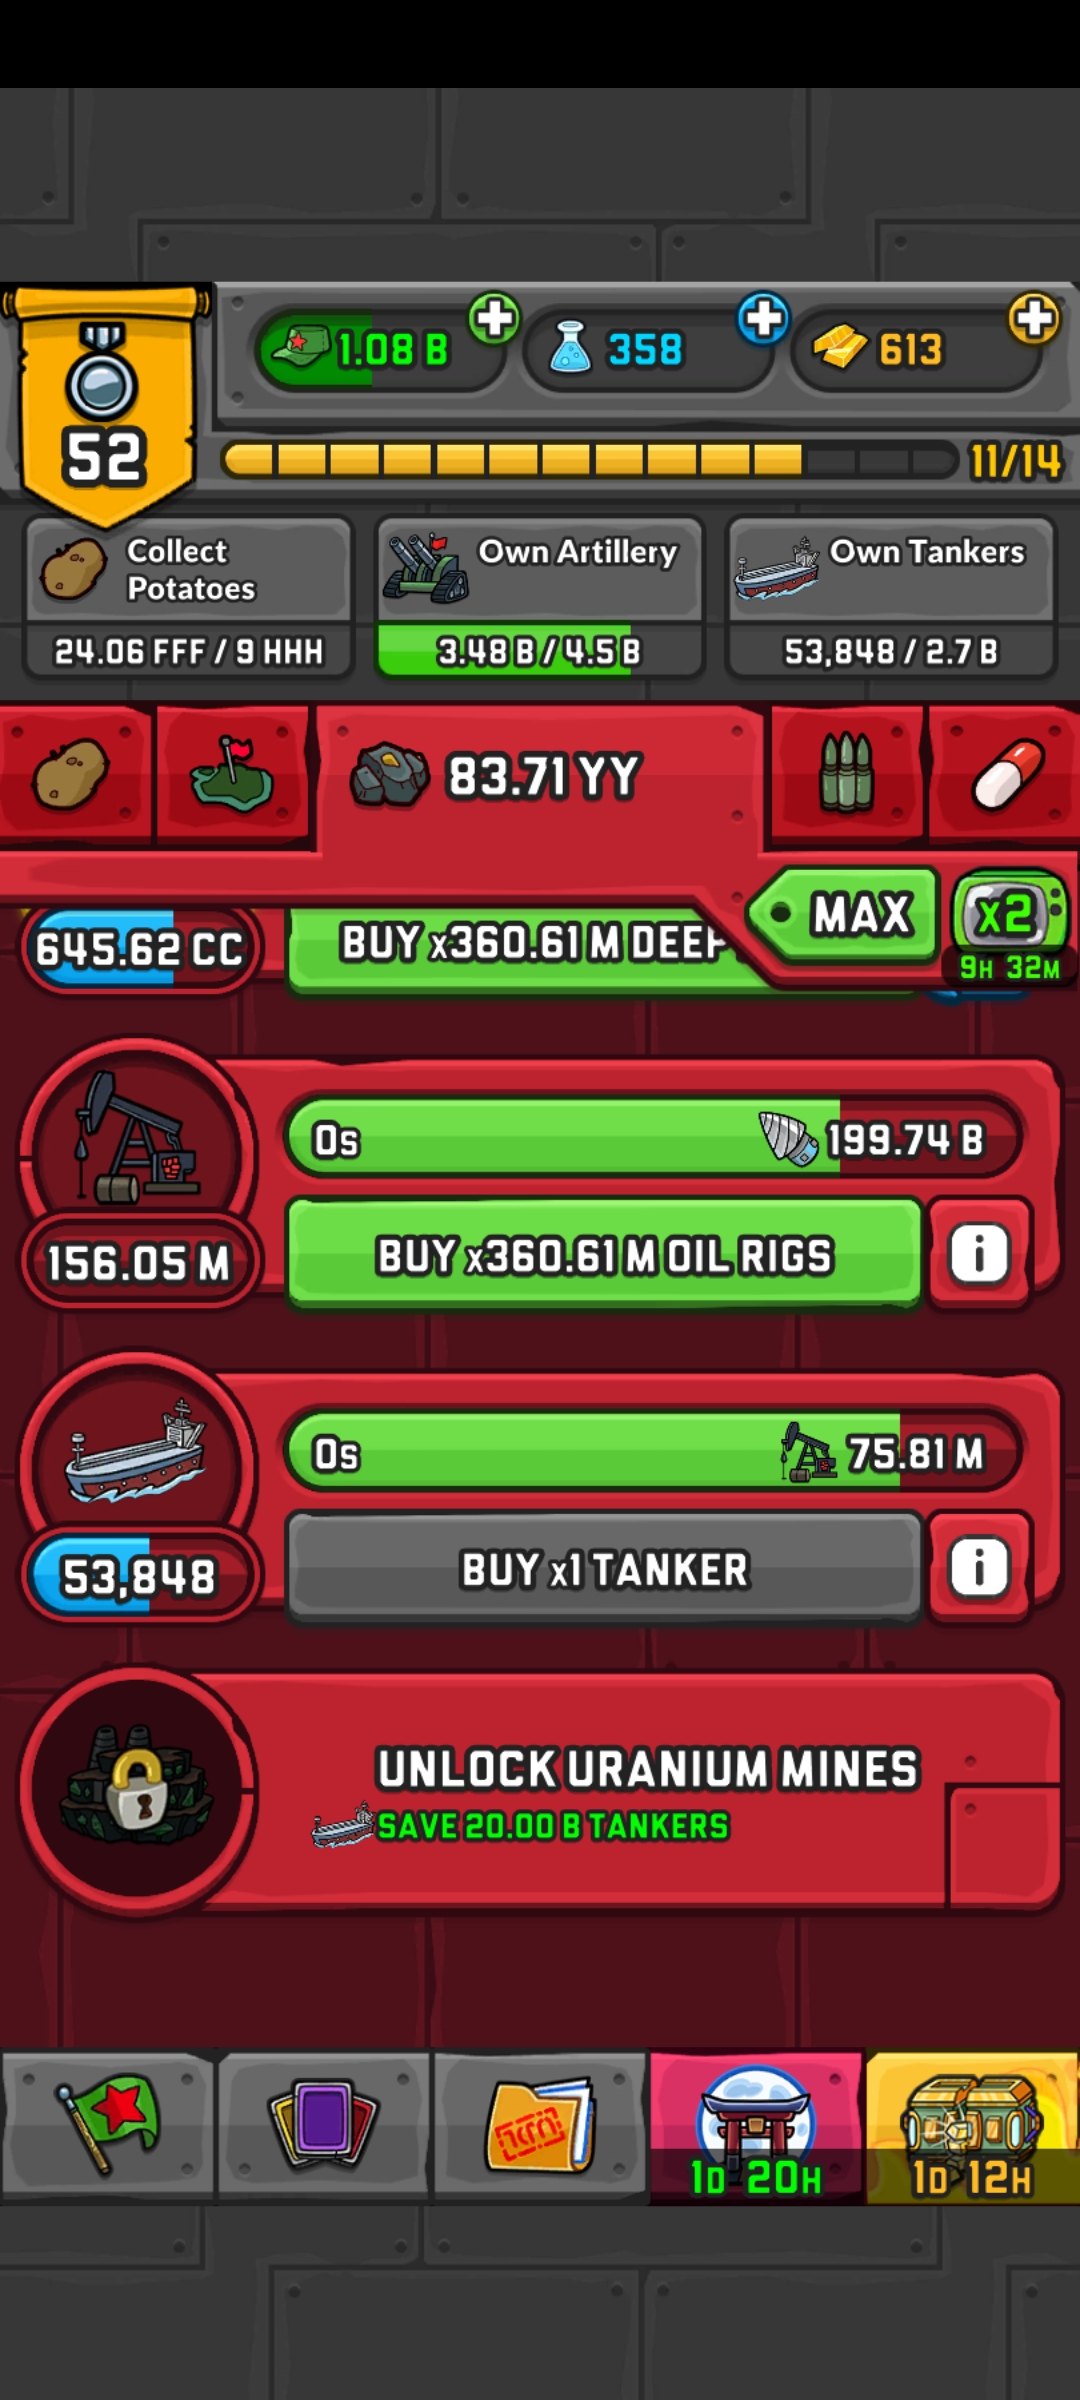 1.08 B
358
613
52
11/14
Collect
Potatoes
24.06 FFF / 9 HHH
Own Artillery
3.48 B / 4.5 B
Own Tankers
53,848 / 2.7 B
83.71 YY
MAX
x2
9H 32M
645.62 CC
BUY x360.61 M DEEP
0s
199.74 B
156.05 M
BUY x360.61 M OIL RIGS
i
0s
75.81 M
53,848
BUY x1 TANKER
i
UNLOCK URANIUM MINES
SAVE 20.00 B TANKERS
1D 20H
1D 12H